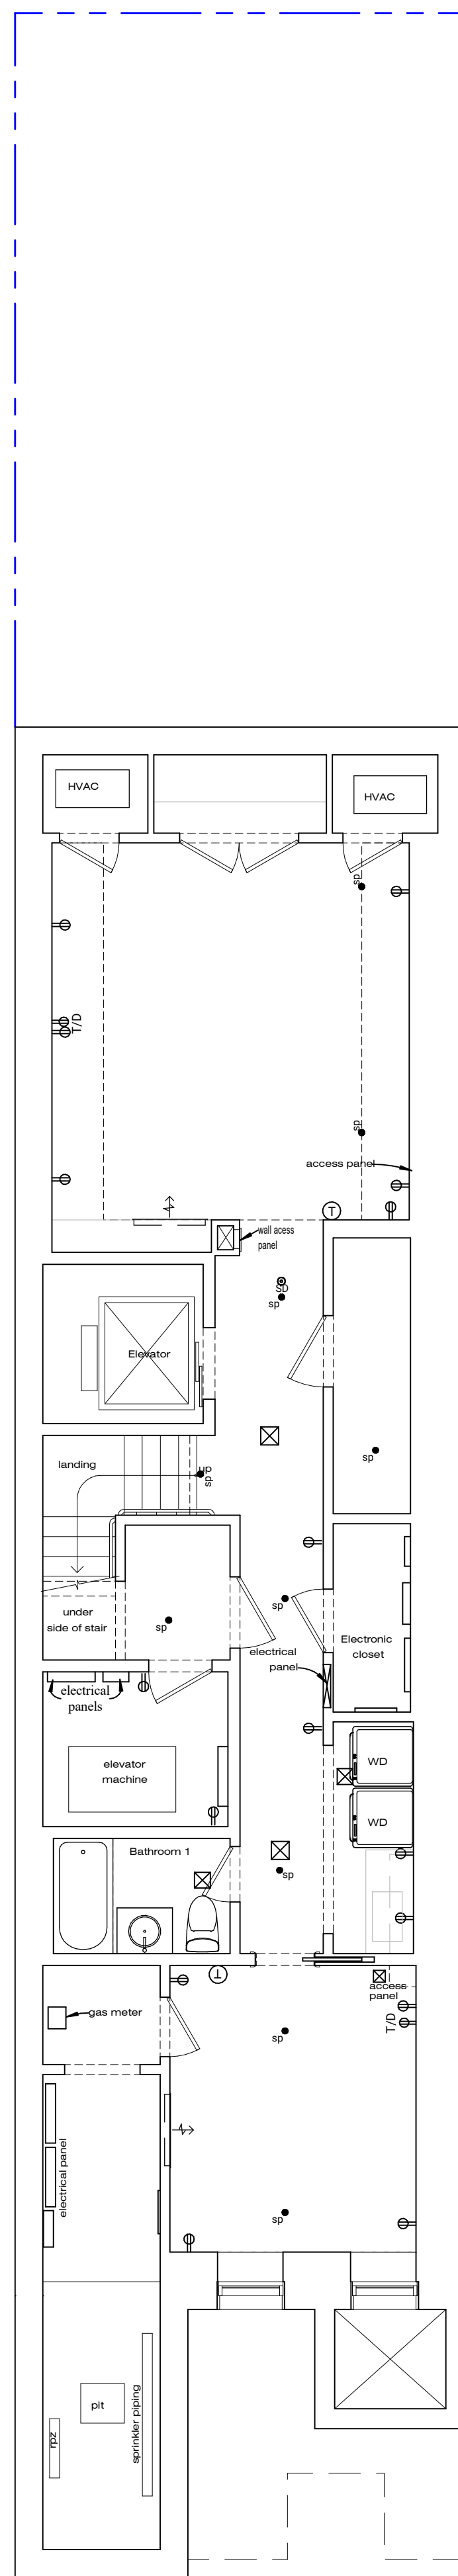 HVAC
HVAC
sp
T/D
sp
access panel
T
wall acess
panel
SD
sp
Elevator
landing
up
sp
sp
under
side of stair
sp
sp
electrical
panel
Electronic
closet
electrical
panels
elevator
machine
WD
WD
Bathroom 1
sp
T
access
panel
gas meter
T/D
sp
electrical panel
sp
pit
sprinkler piping
rpz